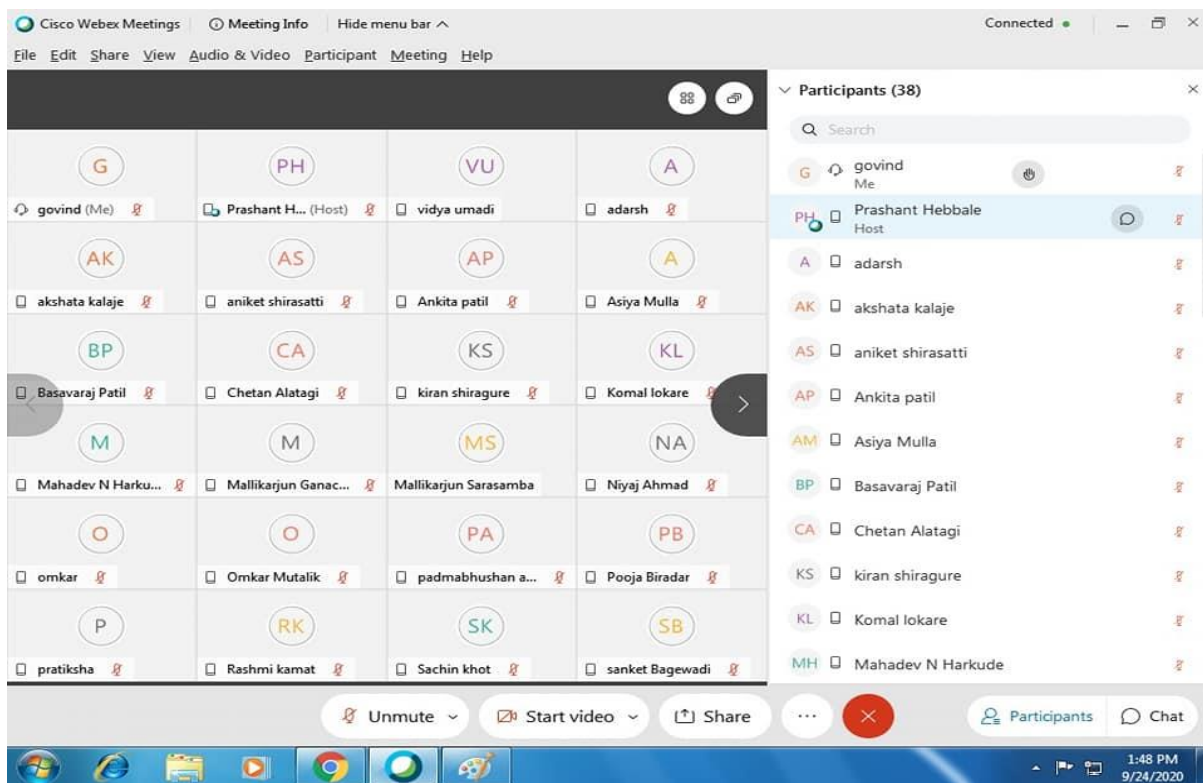 Cisco Webex Meetings Meeting Info Hide menu bar Connected
File Edit Share View Audio & Video Participant Meeting Help
G PH VU A
govind (Me) Prashant H... (Host) vidya umadi adarsh
AK AS AP A
akshata kalaje aniket shirasatti Ankita patil Asiya Mulla
BP CA KS KL
Basavaraj Patil Chetan Alatagi kiran shiragure Komal lokare
M M MS NA
Mahadev N Harku... Mallikarjun Ganac... Mallikarjun Sarasamba Niyaj Ahmad
O O PA PB
omkar Omkar Mutalik padmabhushan a... Pooja Biradar
P RK SK SB
pratiksha Rashmi kamat Sachin khot sanket Bagewadi
Participants (38)
Search
G govind
Me
PH Prashant Hebbale
Host
A adarsh
AK akshata kalaje
AS aniket shirasatti
AP Ankita patil
AM Asiya Mulla
BP Basavaraj Patil
CA Chetan Alatagi
KS kiran shiragure
KL Komal lokare
MH Mahadev N Harkude
Unmute Start video Share ... Participants Chat
1:48 PM
9/24/2020